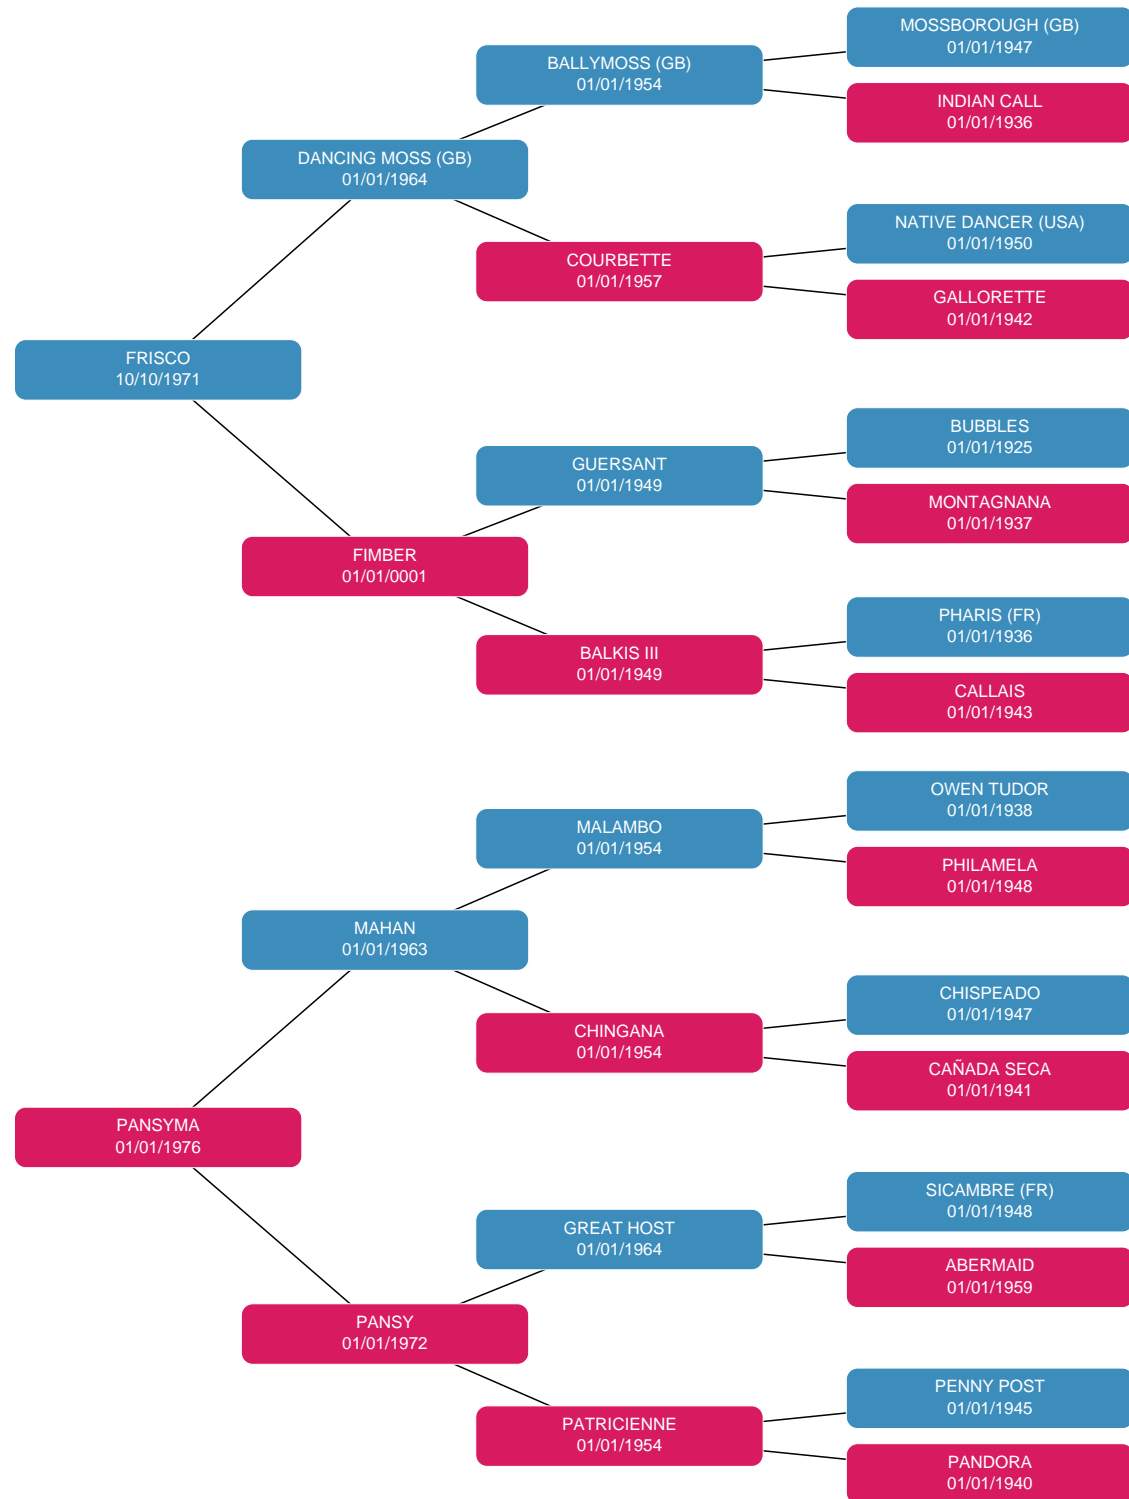 MOSSBOROUGH (GB)
01/01/1947
BALLYMOSS (GB)
01/01/1954
INDIAN CALL
01/01/1936
DANCING MOSS (GB)
01/01/1964
NATIVE DANCER (USA)
01/01/1950
COURBETTE
01/01/1957
GALLORETTE
01/01/1942
FRISCO
10/10/1971
BUBBLES
01/01/1925
GUERSANT
01/01/1949
MONTAGNANA
01/01/1937
FIMBER
01/01/0001
PHARIS (FR)
01/01/1936
BALKIS III
01/01/1949
CALLAIS
01/01/1943
OWEN TUDOR
01/01/1938
MALAMBO
01/01/1954
PHILAMELA
01/01/1948
MAHAN
01/01/1963
CHISPEADO
01/01/1947
CHINGANA
01/01/1954
CAÑADA SECA
01/01/1941
PANSYMA
01/01/1976
SICAMBRE (FR)
01/01/1948
GREAT HOST
01/01/1964
ABERMAID
01/01/1959
PANSY
01/01/1972
PENNY POST
01/01/1945
PATRICIENNE
01/01/1954
PANDORA
01/01/1940